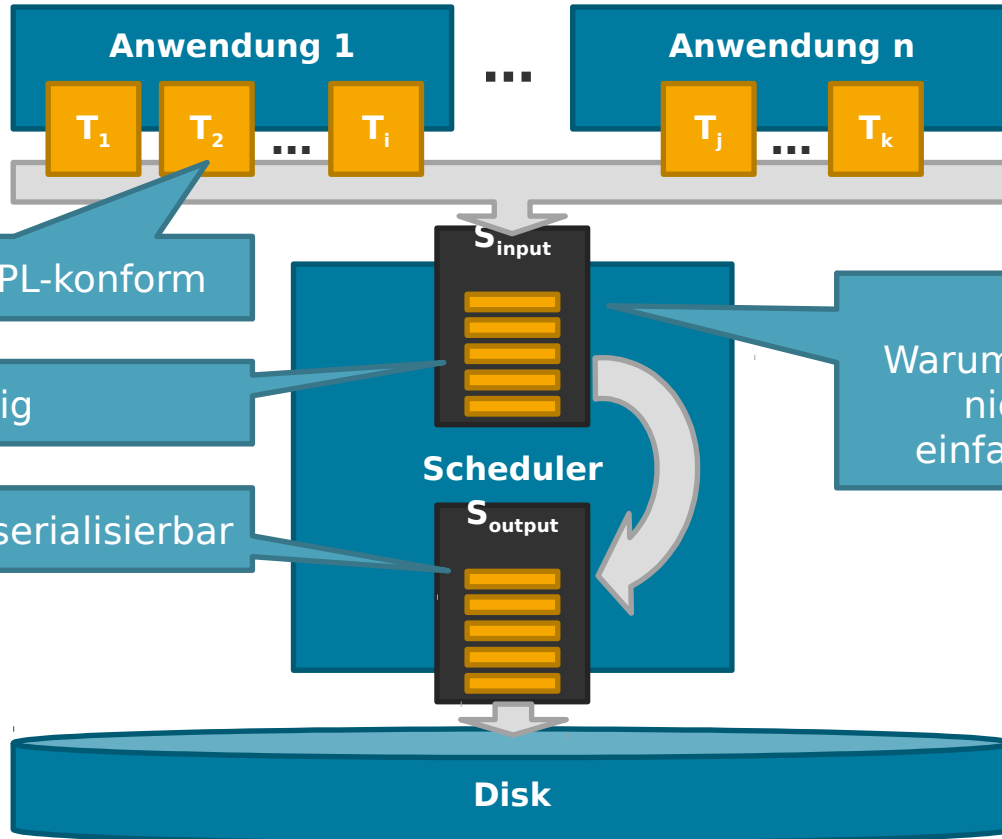 Anwendung 1
...
Anwendung n
T1
T2
...
Ti
Tj
...
Tk
Sinput
PL-konform
Warum
nic
einfa
ig
Scheduler
Soutput
serialisierbar
Disk